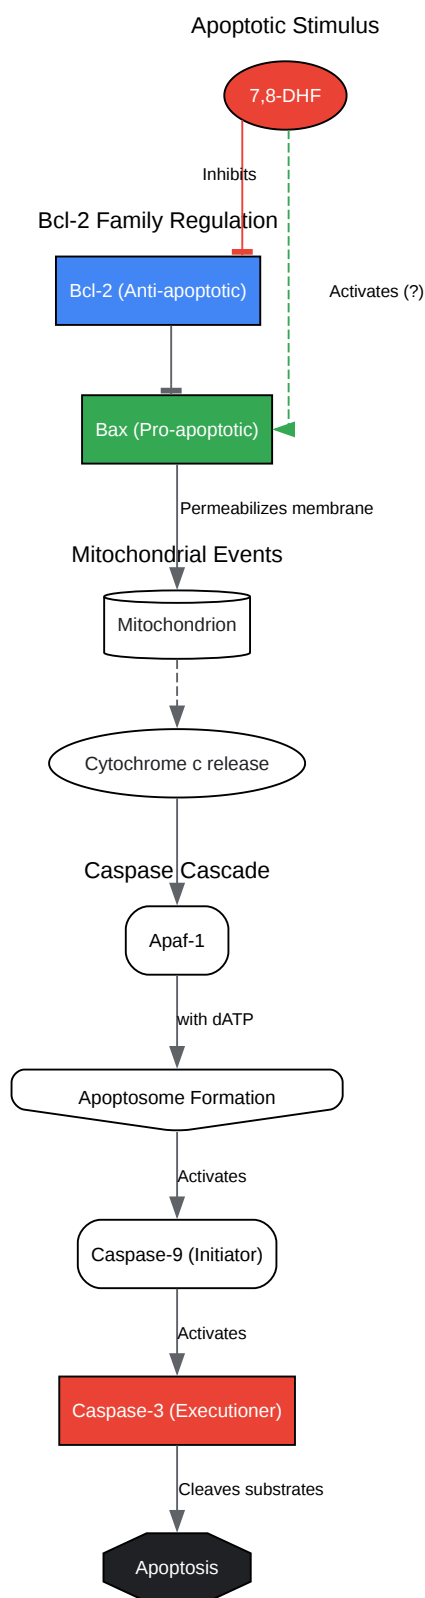 Apoptotic Stimulus
7,8-DHF
Inhibits
Bcl-2 Family Regulation
Bcl-2 (Anti-apoptotic)
Activates (?)
Bax (Pro-apoptotic)
Permeabilizes membrane
Mitochondrial Events
Mitochondrion
Cytochrome c release
Caspase Cascade
Apaf-1
with dATP
Apoptosome Formation
Activates
Caspase-9 (Initiator)
Activates
Caspase-3 (Executioner)
Cleaves substrates
Apoptosis